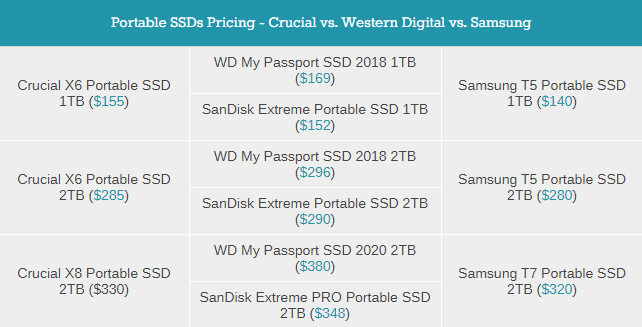 Portable SSDs Pricing - Crucial vs. Western Digital vs. Samsung
Crucial X6 Portable SSD
1TB ($155)
WD My Passport SSD 2018 1TB
($169)
SanDisk Extreme Portable SSD 1TB
($152)
Samsung T5 Portable SSD
1TB ($140)
Crucial X6 Portable SSD
2TB ($285)
WD My Passport SSD 2018 2TB
($296)
SanDisk Extreme Portable SSD 2TB
($290)
Samsung T5 Portable SSD
2TB ($280)
Crucial X8 Portable SSD
2TB ($330)
WD My Passport SSD 2020 2TB
($380)
SanDisk Extreme PRO Portable SSD
2TB ($348)
Samsung T7 Portable SSD
2TB ($320)